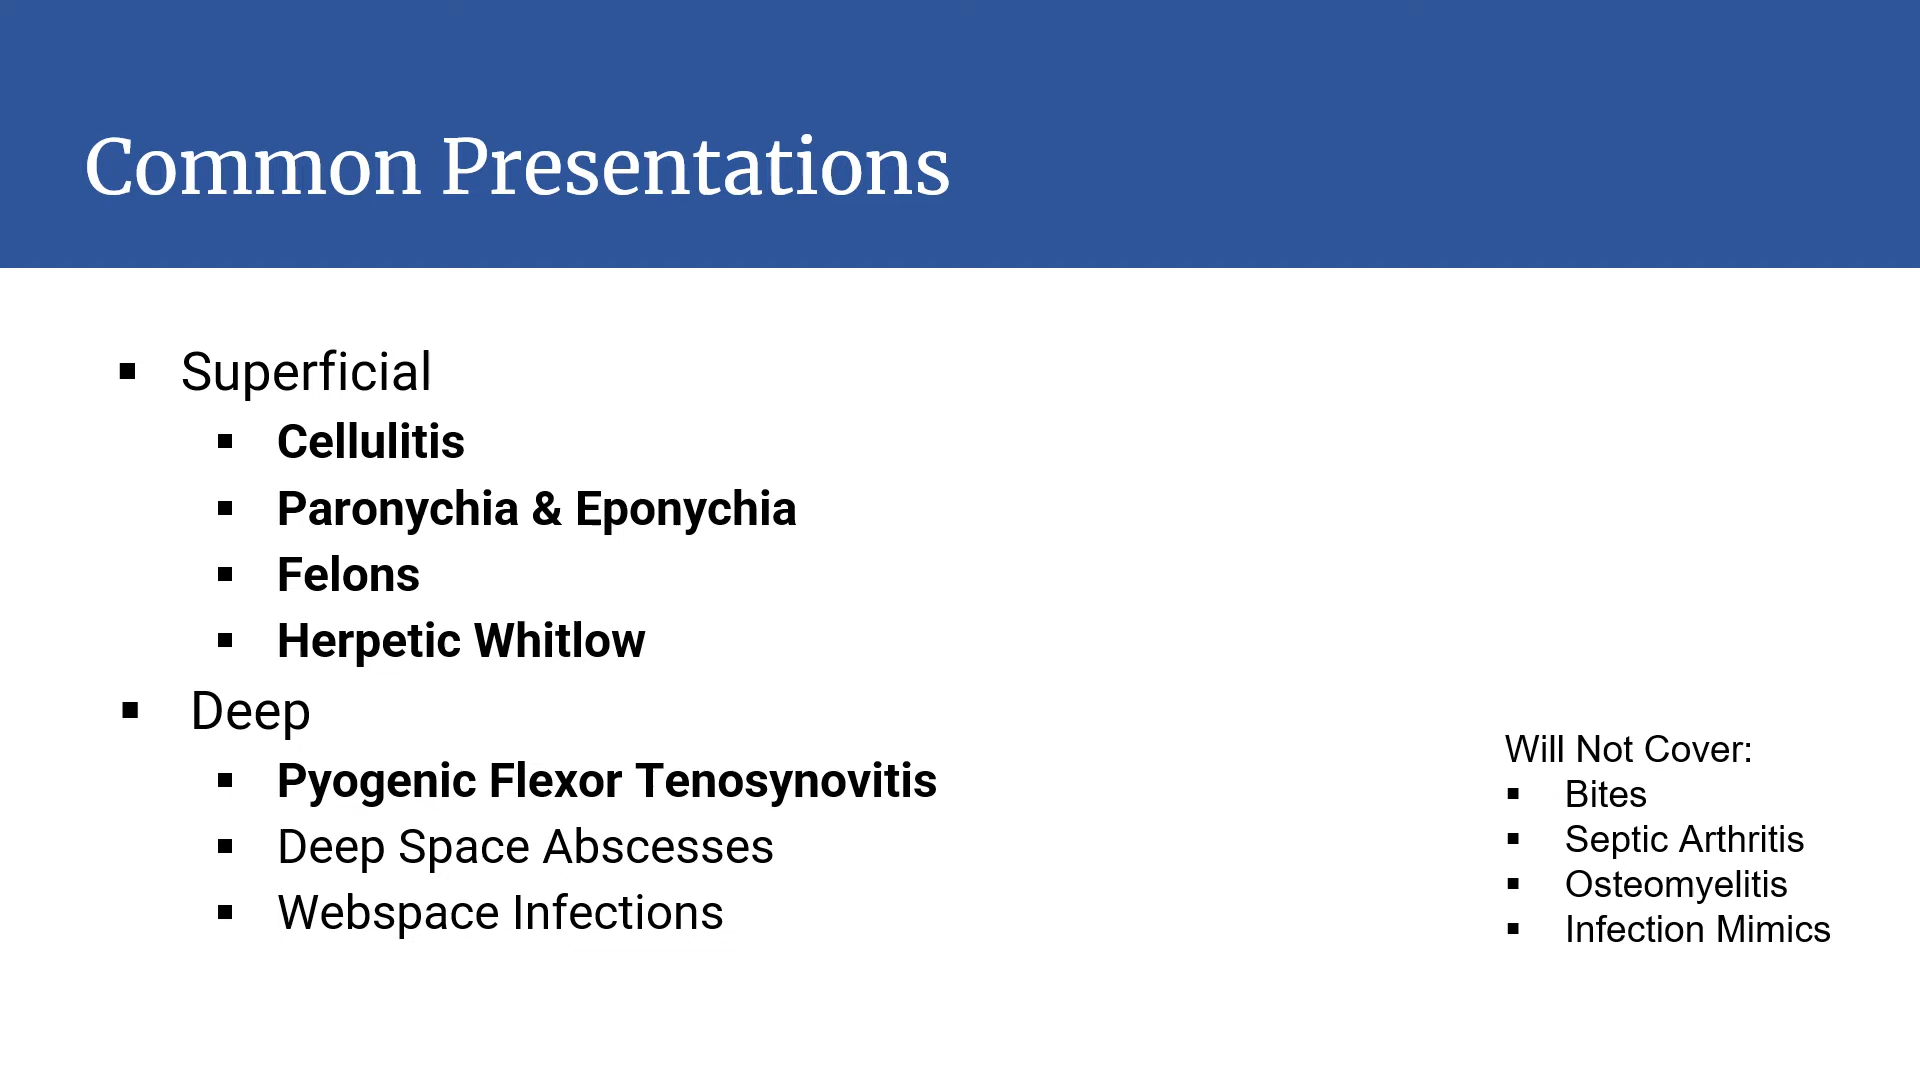 Common Presentations
▪ Superficial
▪ Cellulitis
▪ Paronychia & Eponychia
▪ Felons
▪ Herpetic Whitlow
▪ Deep
▪ Pyogenic Flexor Tenosynovitis
▪ Deep Space Abscesses
▪ Webspace Infections
Will Not Cover:
▪ Bites
▪ Septic Arthritis
▪ Osteomyelitis
▪ Infection Mimics